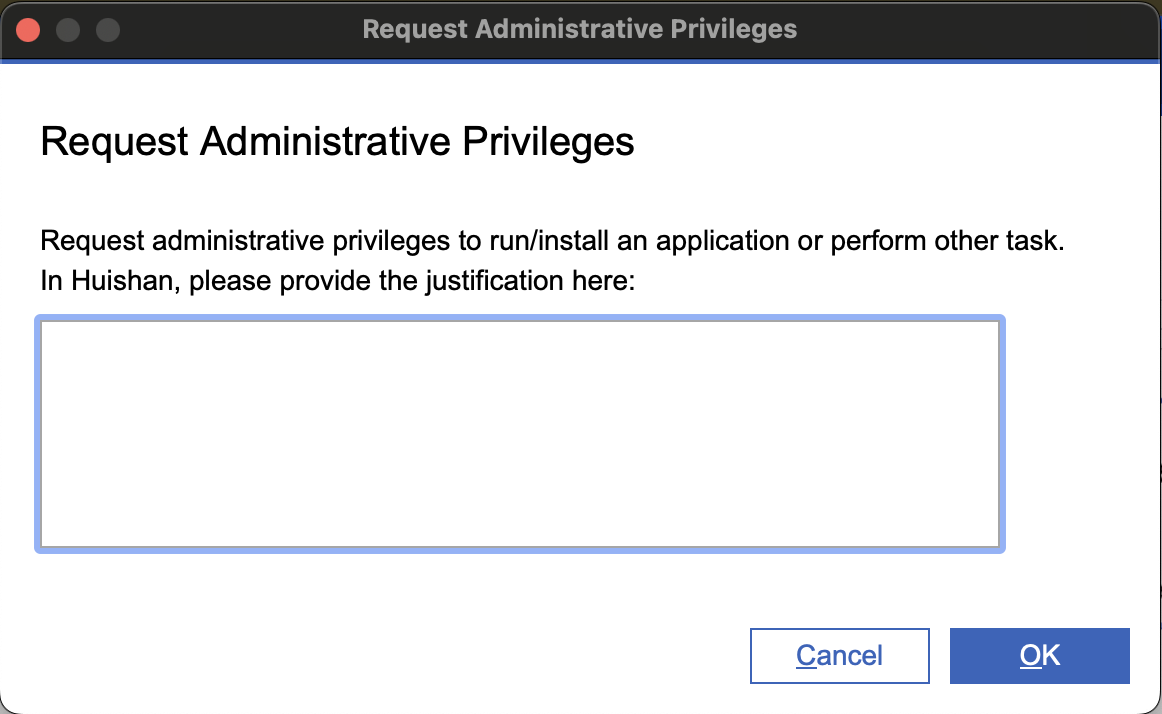 Request Administrative Privileges
Request Administrative Privileges
Request administrative privileges to run/install an application or perform other task.
In Huishan, please provide the justification here:
Cancel
OK